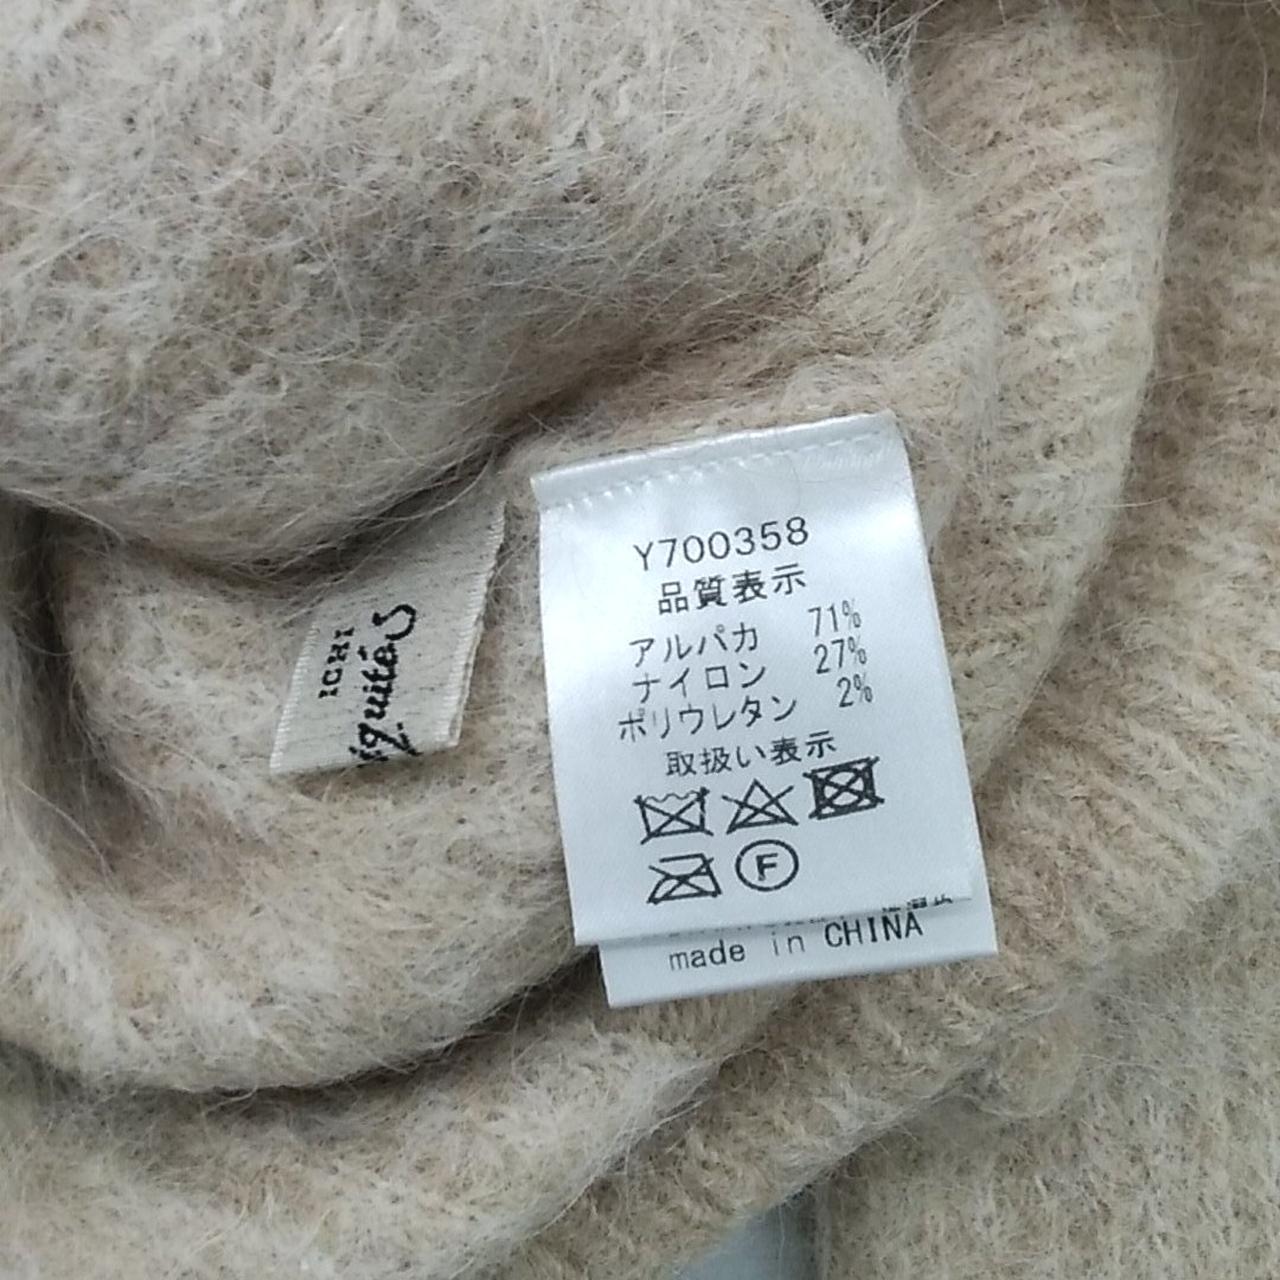 ICHI
Y700358
品質表示
アルパカ 71%
ナイロン 27%
ポリウレタン 2%
取扱い表示
F
made in CHINA